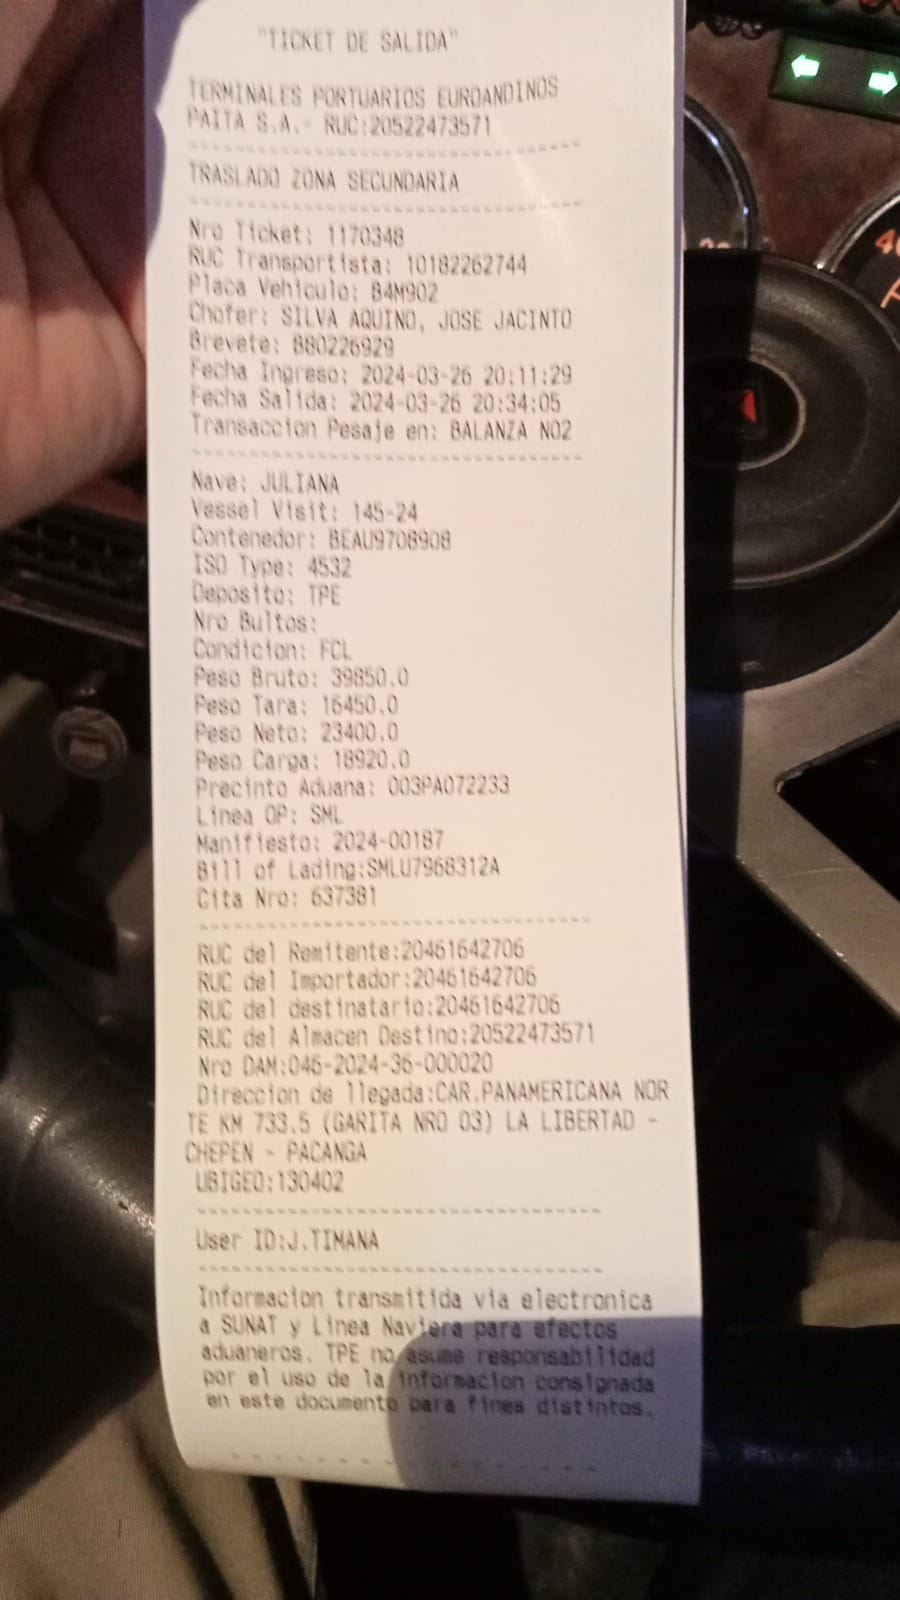 "TICKET DE SALIDA"
TERMINALES PORTUARIOS EUROANDINOS
PAITA S.A.- RUC:20522473571
TRASLADO ZONA SECUNDARIA
Nro Ticket: 1170348
RUC Transportista: 10182262744
Placa Vehiculo: B4M902
Chofer: SILVA AQUINO, JOSE JACINTO
Brevete: B80226929
Fecha Ingreso: 2024-03-26 20:11:29
Fecha Salida: 2024-03-26 20:34:05
Transaccion Pesaje en: BALANZA NO2
Nave: JULIANA
Vessel Visit: 145-24
Contenedor: BEAU9708908
ISO Type: 4532
Deposito: TPE
Nro Bultos:
Condicion: FCL
Peso Bruto: 39850.0
Peso Tara: 16450.0
Peso Neto: 23400.0
Peso Carga: 18920.0
Precinto Aduana: 003PA072233
Linea OP: SML
Manifiesto: 2024-00187
Bill of Lading:SMLU7968312A
Cita Nro: 637381
RUC del Remitente:20461642706
RUC del Importador:20461642706
RUC del destinatario:20461642706
RUC del Almacen Destino:20522473571
Nro DAM:046-2024-36-000020
Direccion de llegada:CAR.PANAMERICANA NOR
TE KM 733.5 (GARITA NRO 03) LA LIBERTAD -
CHEPEN - PACANGA
UBIGEO:130402
User ID:J.TIMANA
Informacion transmitida via electronica
a SUNAT y Linea Naviera para efectos
aduaneros. TPE no asume responsabilidad
por el uso de la informacion consignada
en este documento para fines distintos.